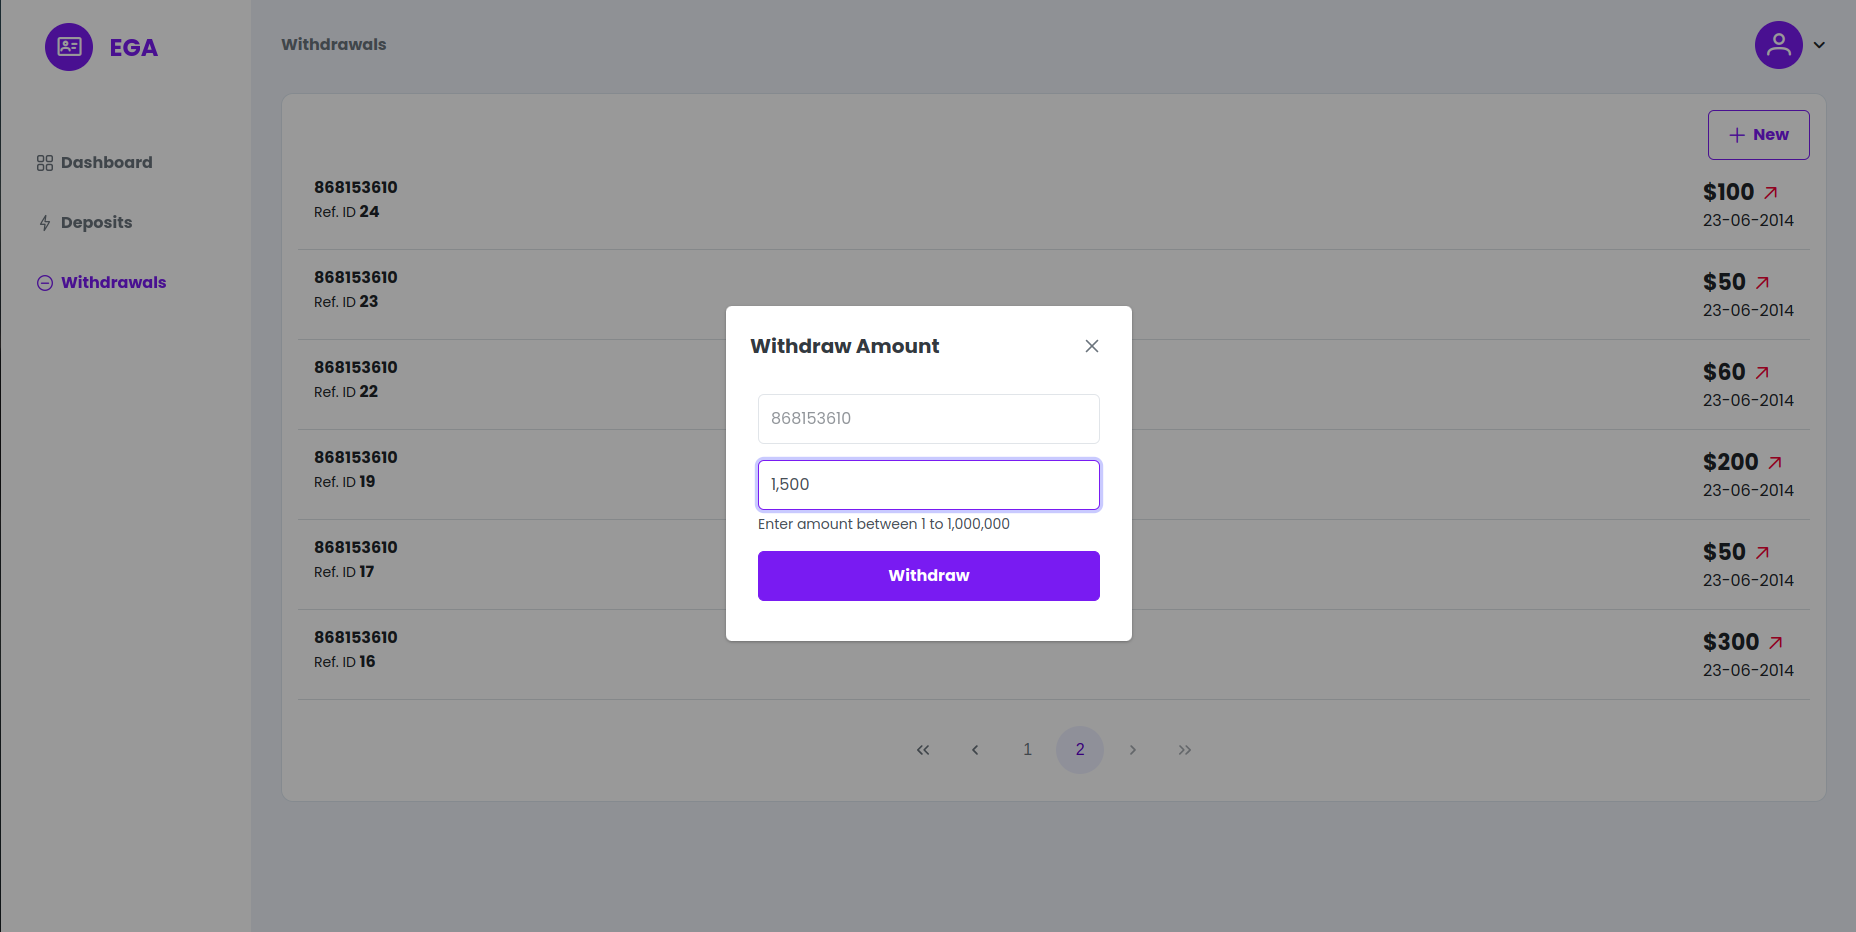 EGA
Withdrawals
Dashboard
Deposits
Withdrawals
New
868153610
Ref. ID 24
$100
23-06-2014
868153610
Ref. ID 23
$50
23-06-2014
868153610
Ref. ID 22
$60
23-06-2014
868153610
Ref. ID 19
$200
23-06-2014
868153610
Ref. ID 17
$50
23-06-2014
868153610
Ref. ID 16
$300
23-06-2014
1 2
Withdraw Amount
868153610
1,500
Enter amount between 1 to 1,000,000
Withdraw